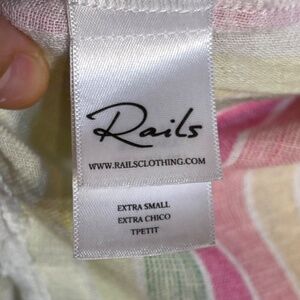 Rails
WWW.RAILSCLOTHING.COM
EXTRA SMALL
EXTRA CHICO
TPETIT